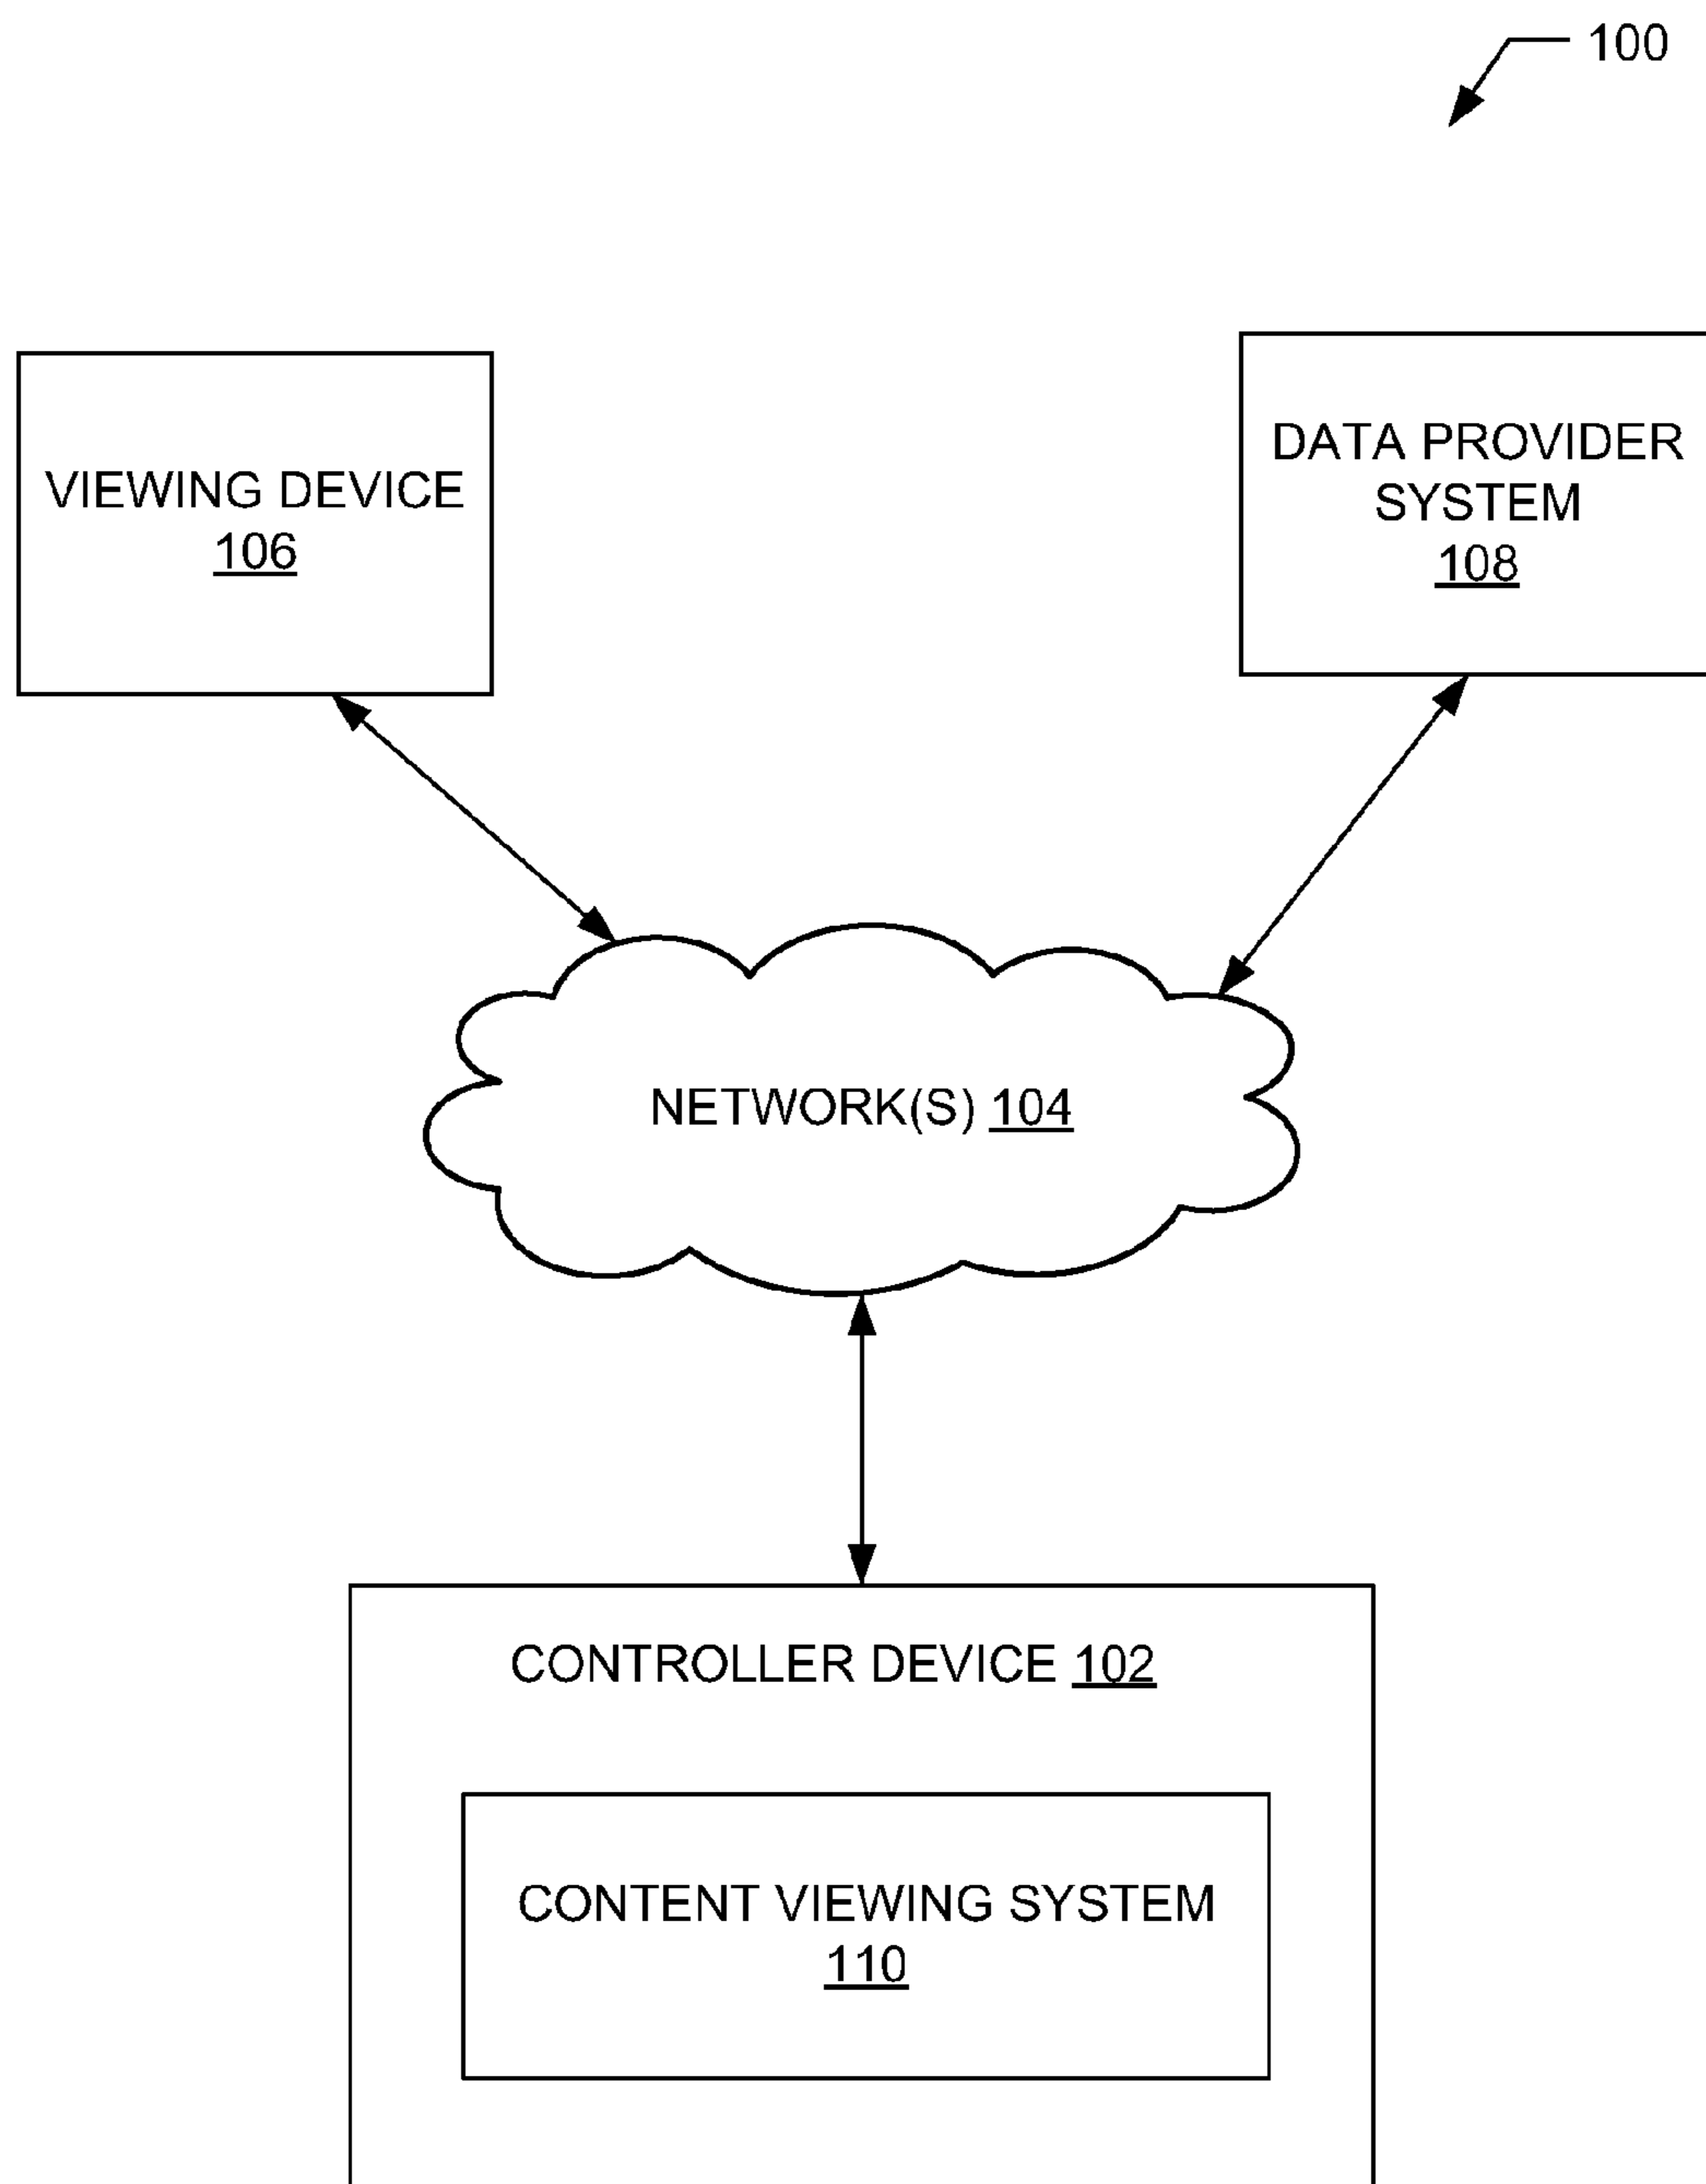 100
VIEWING DEVICE
106
DATA PROVIDER
SYSTEM
108
NETWORK(S) 104
CONTROLLER DEVICE 102
CONTENT VIEWING SYSTEM
110